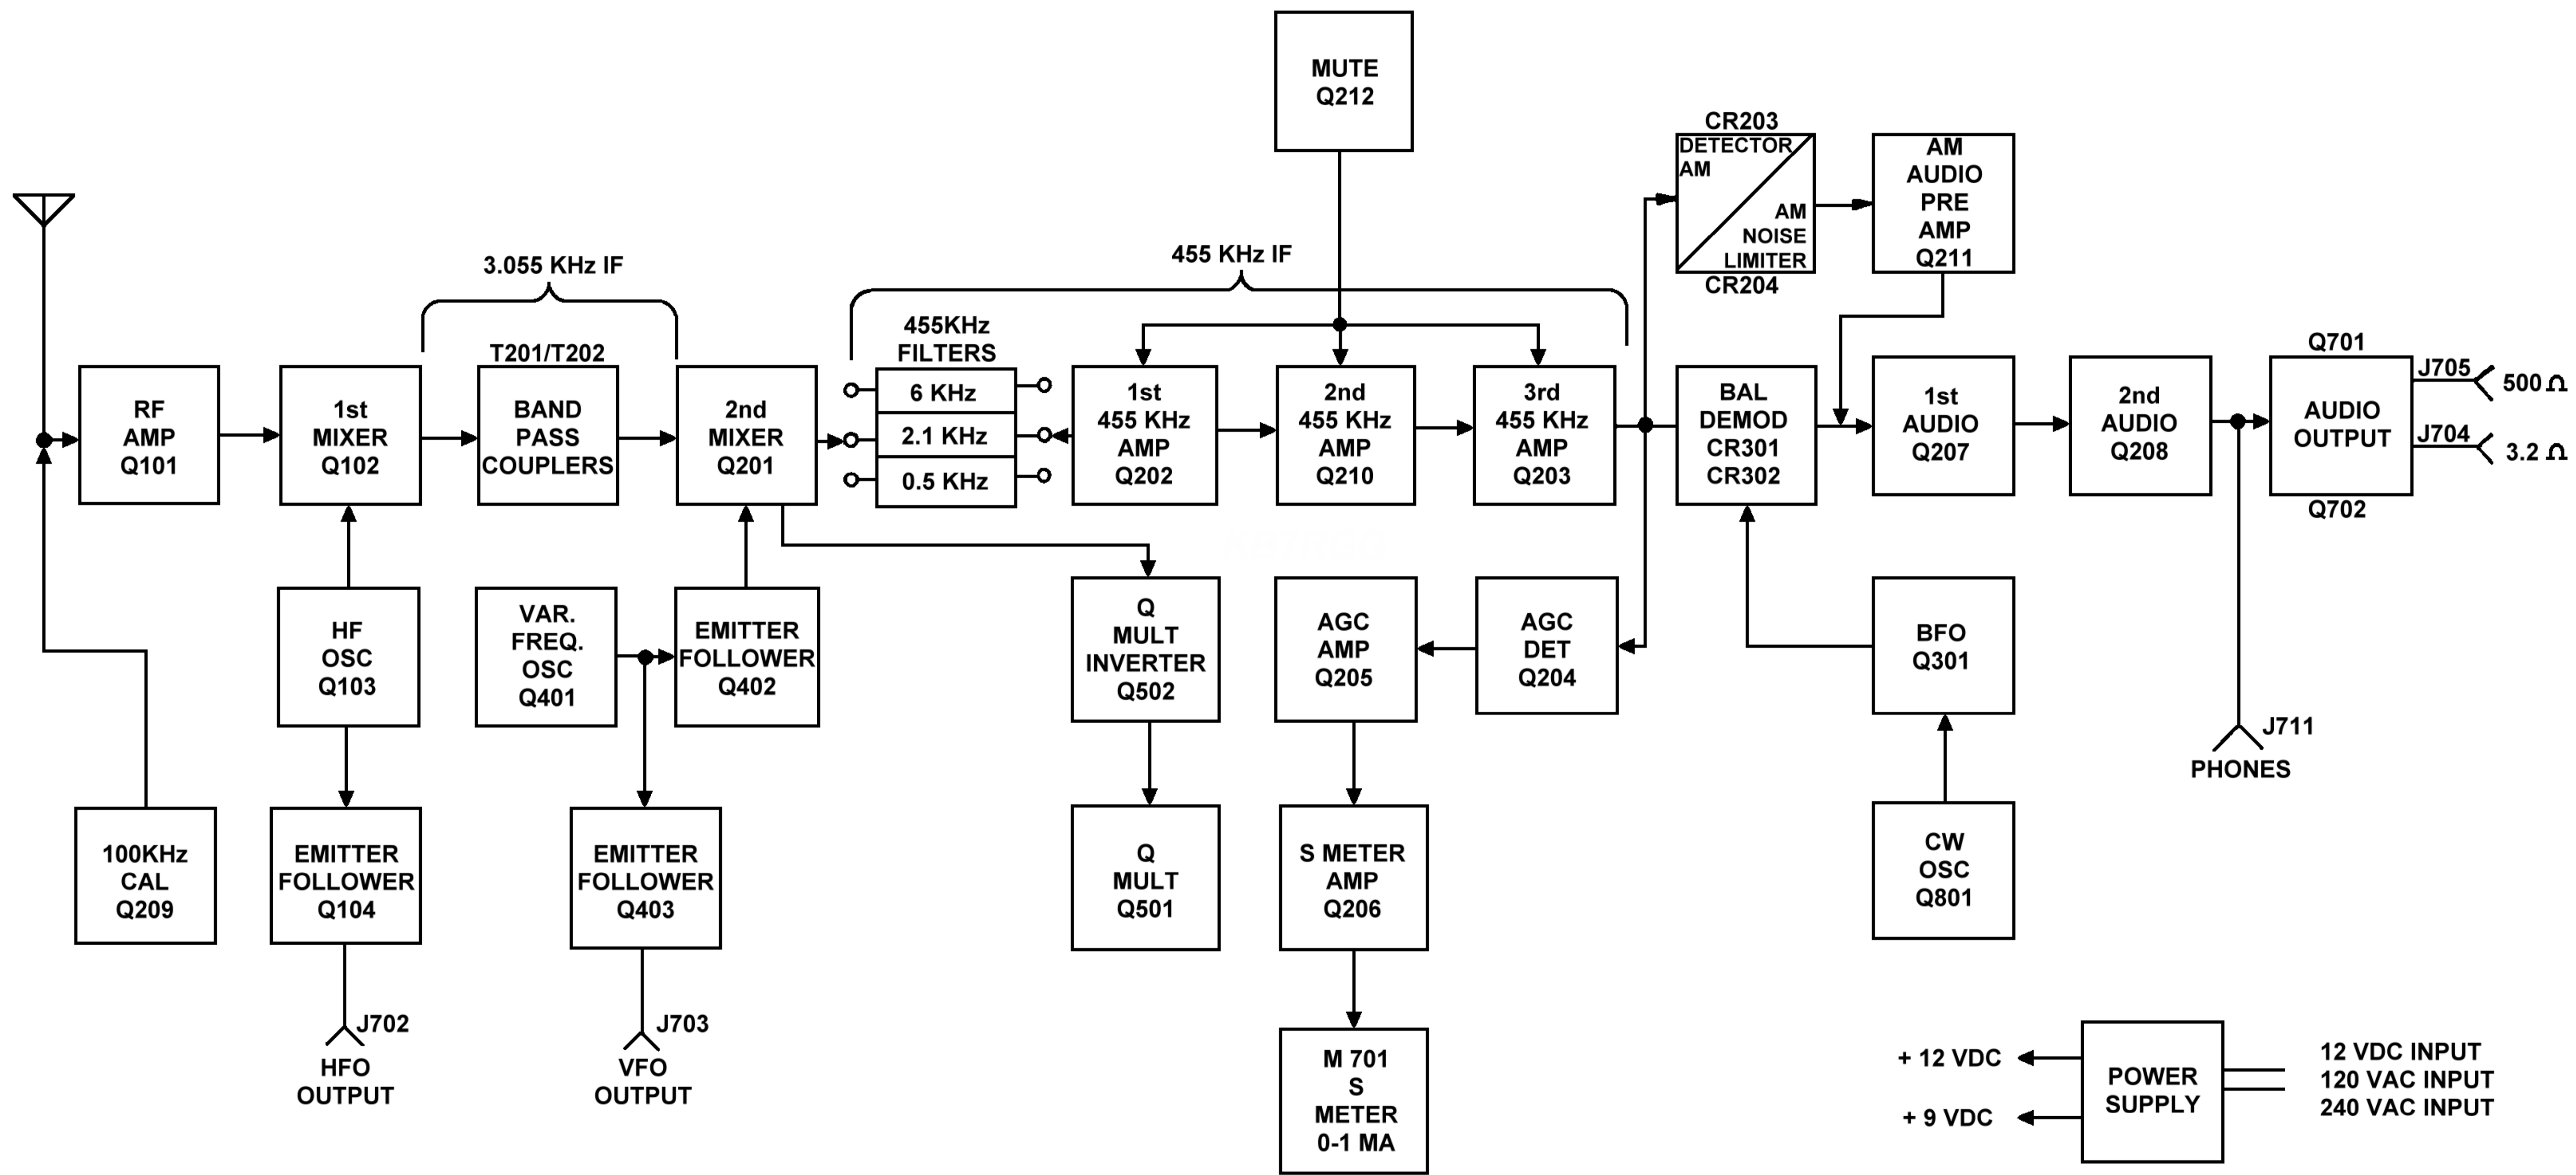 MUTE
Q212
CR203
DETECTOR
AM
AM
NOISE
LIMITER
CR204
AM
AUDIO
PRE
AMP
Q211
3.055 KHz IF
455 KHz IF
455KHz
FILTERS
6 KHz
2.1 KHz
0.5 KHz
T201/T202
RF
AMP
Q101
1st
MIXER
Q102
BAND
PASS
COUPLERS
2nd
MIXER
Q201
1st
455 KHz
AMP
Q202
2nd
455 KHz
AMP
Q210
3rd
455 KHz
AMP
Q203
BAL
DEMOD
CR301
CR302
1st
AUDIO
Q207
2nd
AUDIO
Q208
Q701
AUDIO
OUTPUT
Q702
J705
500 Ω
J704
3.2 Ω
HF
OSC
Q103
VAR.
FREQ.
OSC
Q401
EMITTER
FOLLOWER
Q402
Q
MULT
INVERTER
Q502
AGC
AMP
Q205
AGC
DET
Q204
BFO
Q301
J711
PHONES
100KHz
CAL
Q209
EMITTER
FOLLOWER
Q104
EMITTER
FOLLOWER
Q403
Q
MULT
Q501
S METER
AMP
Q206
CW
OSC
Q801
J702
HFO
OUTPUT
J703
VFO
OUTPUT
M 701
S
METER
0-1 MA
+ 12 VDC
+ 9 VDC
POWER
SUPPLY
12 VDC INPUT
120 VAC INPUT
240 VAC INPUT